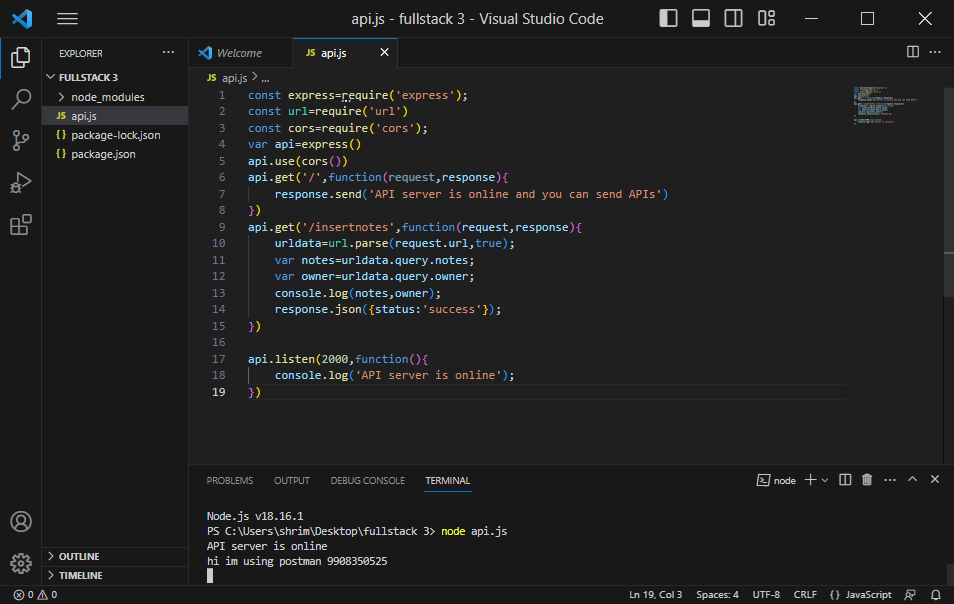 api.js - fullstack 3 - Visual Studio Code
EXPLORER ...
FULLSTACK 3
node_modules
JS api.js
{} package-lock.json
{} package.json
OUTLINE
TIMELINE
Welcome
JS api.js
JS api.js > ...
1 const express=require('express');
2 const url=require('url')
3 const cors=require('cors');
4 var api=express()
5 api.use(cors())
6 api.get('/',function(request,response){
7 response.send('API server is online and you can send APIs')
8 })
9 api.get('/insertnotes',function(request,response){
10 urldata=url.parse(request.url,true);
11 var notes=urldata.query.notes;
12 var owner=urldata.query.owner;
13 console.log(notes,owner);
14 response.json({status:'success'});
15 })
16
17 api.listen(2000,function(){
18 console.log('API server is online');
19 })
PROBLEMS OUTPUT DEBUG CONSOLE TERMINAL node
Node.js v18.16.1
PS C:\Users\shrim\Desktop\fullstack 3> node api.js
API server is online
hi im using postman 9908350525
0 0 Ln 19, Col 3 Spaces: 4 UTF-8 CRLF {} JavaScript